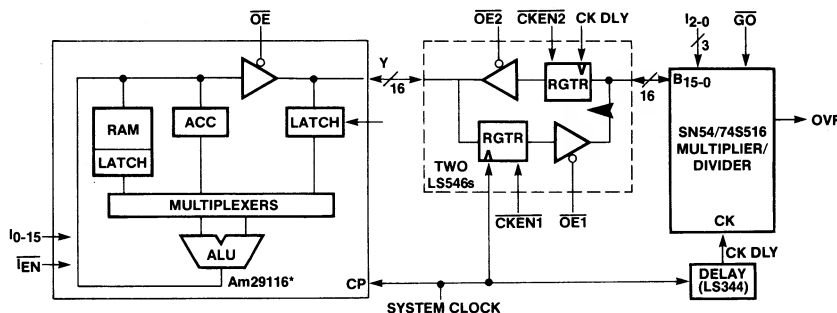 OE
Y
16
OE2
CKEN2
CK DLY
I2-0
3
GO
RAM
LATCH
ACC
LATCH
RGTR
16
B15-0
SN54/74S516
MULTIPLIER/
DIVIDER
OVF
RGTR
TWO
LS546s
MULTIPLEXERS
CKEN1
OE1
CK
I0-15
ALU
IEN
Am29116*
CP
CK DLY
DELAY
(LS344)
SYSTEM CLOCK